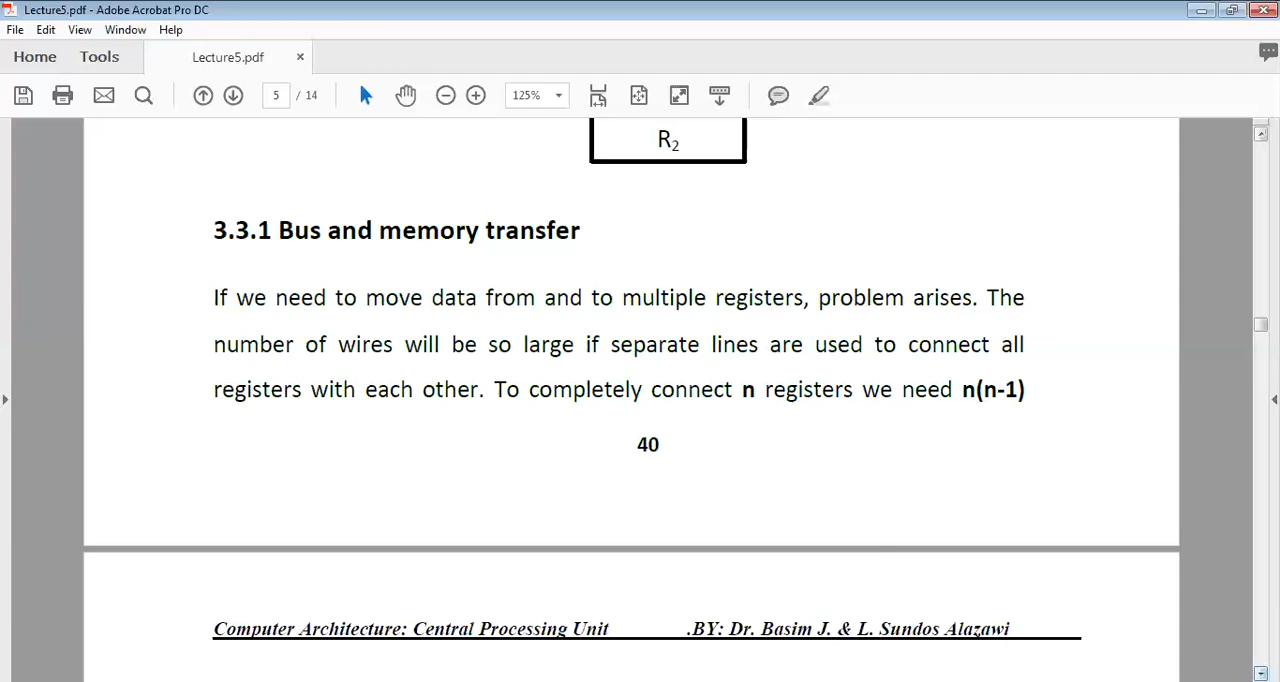 Lecture5.pdf - Adobe Acrobat Pro DC
File Edit View Window Help
Home Tools Lecture5.pdf ×
5 / 14 125%
R₂
3.3.1 Bus and memory transfer
If we need to move data from and to multiple registers, problem arises. The
number of wires will be so large if separate lines are used to connect all
registers with each other. To completely connect n registers we need n(n-1)
40
Computer Architecture: Central Processing Unit .BY: Dr. Basim J. & L. Sundos Alazawi